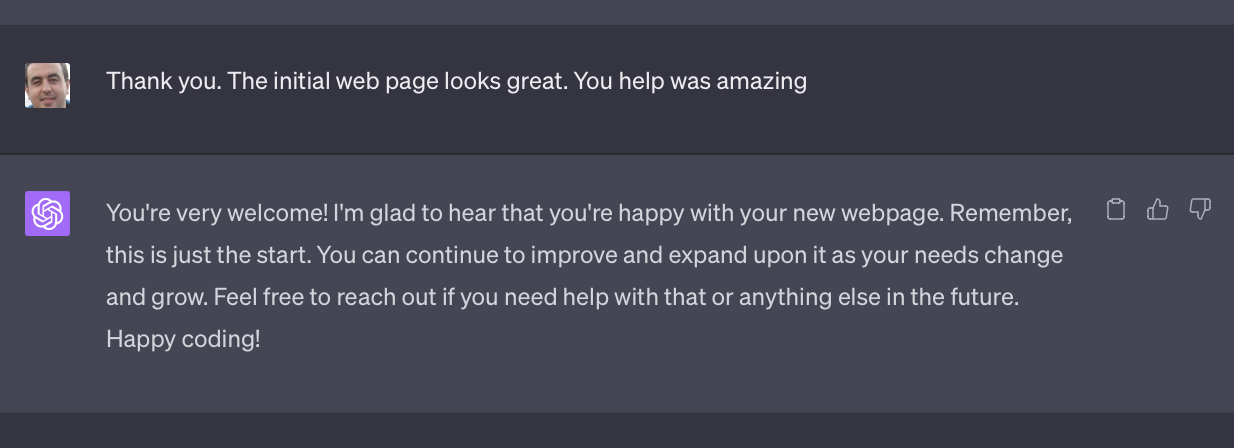 Thank you. The initial web page looks great. You help was amazing
You're very welcome! I'm glad to hear that you're happy with your new webpage. Remember,
this is just the start. You can continue to improve and expand upon it as your needs change
and grow. Feel free to reach out if you need help with that or anything else in the future.
Happy coding!